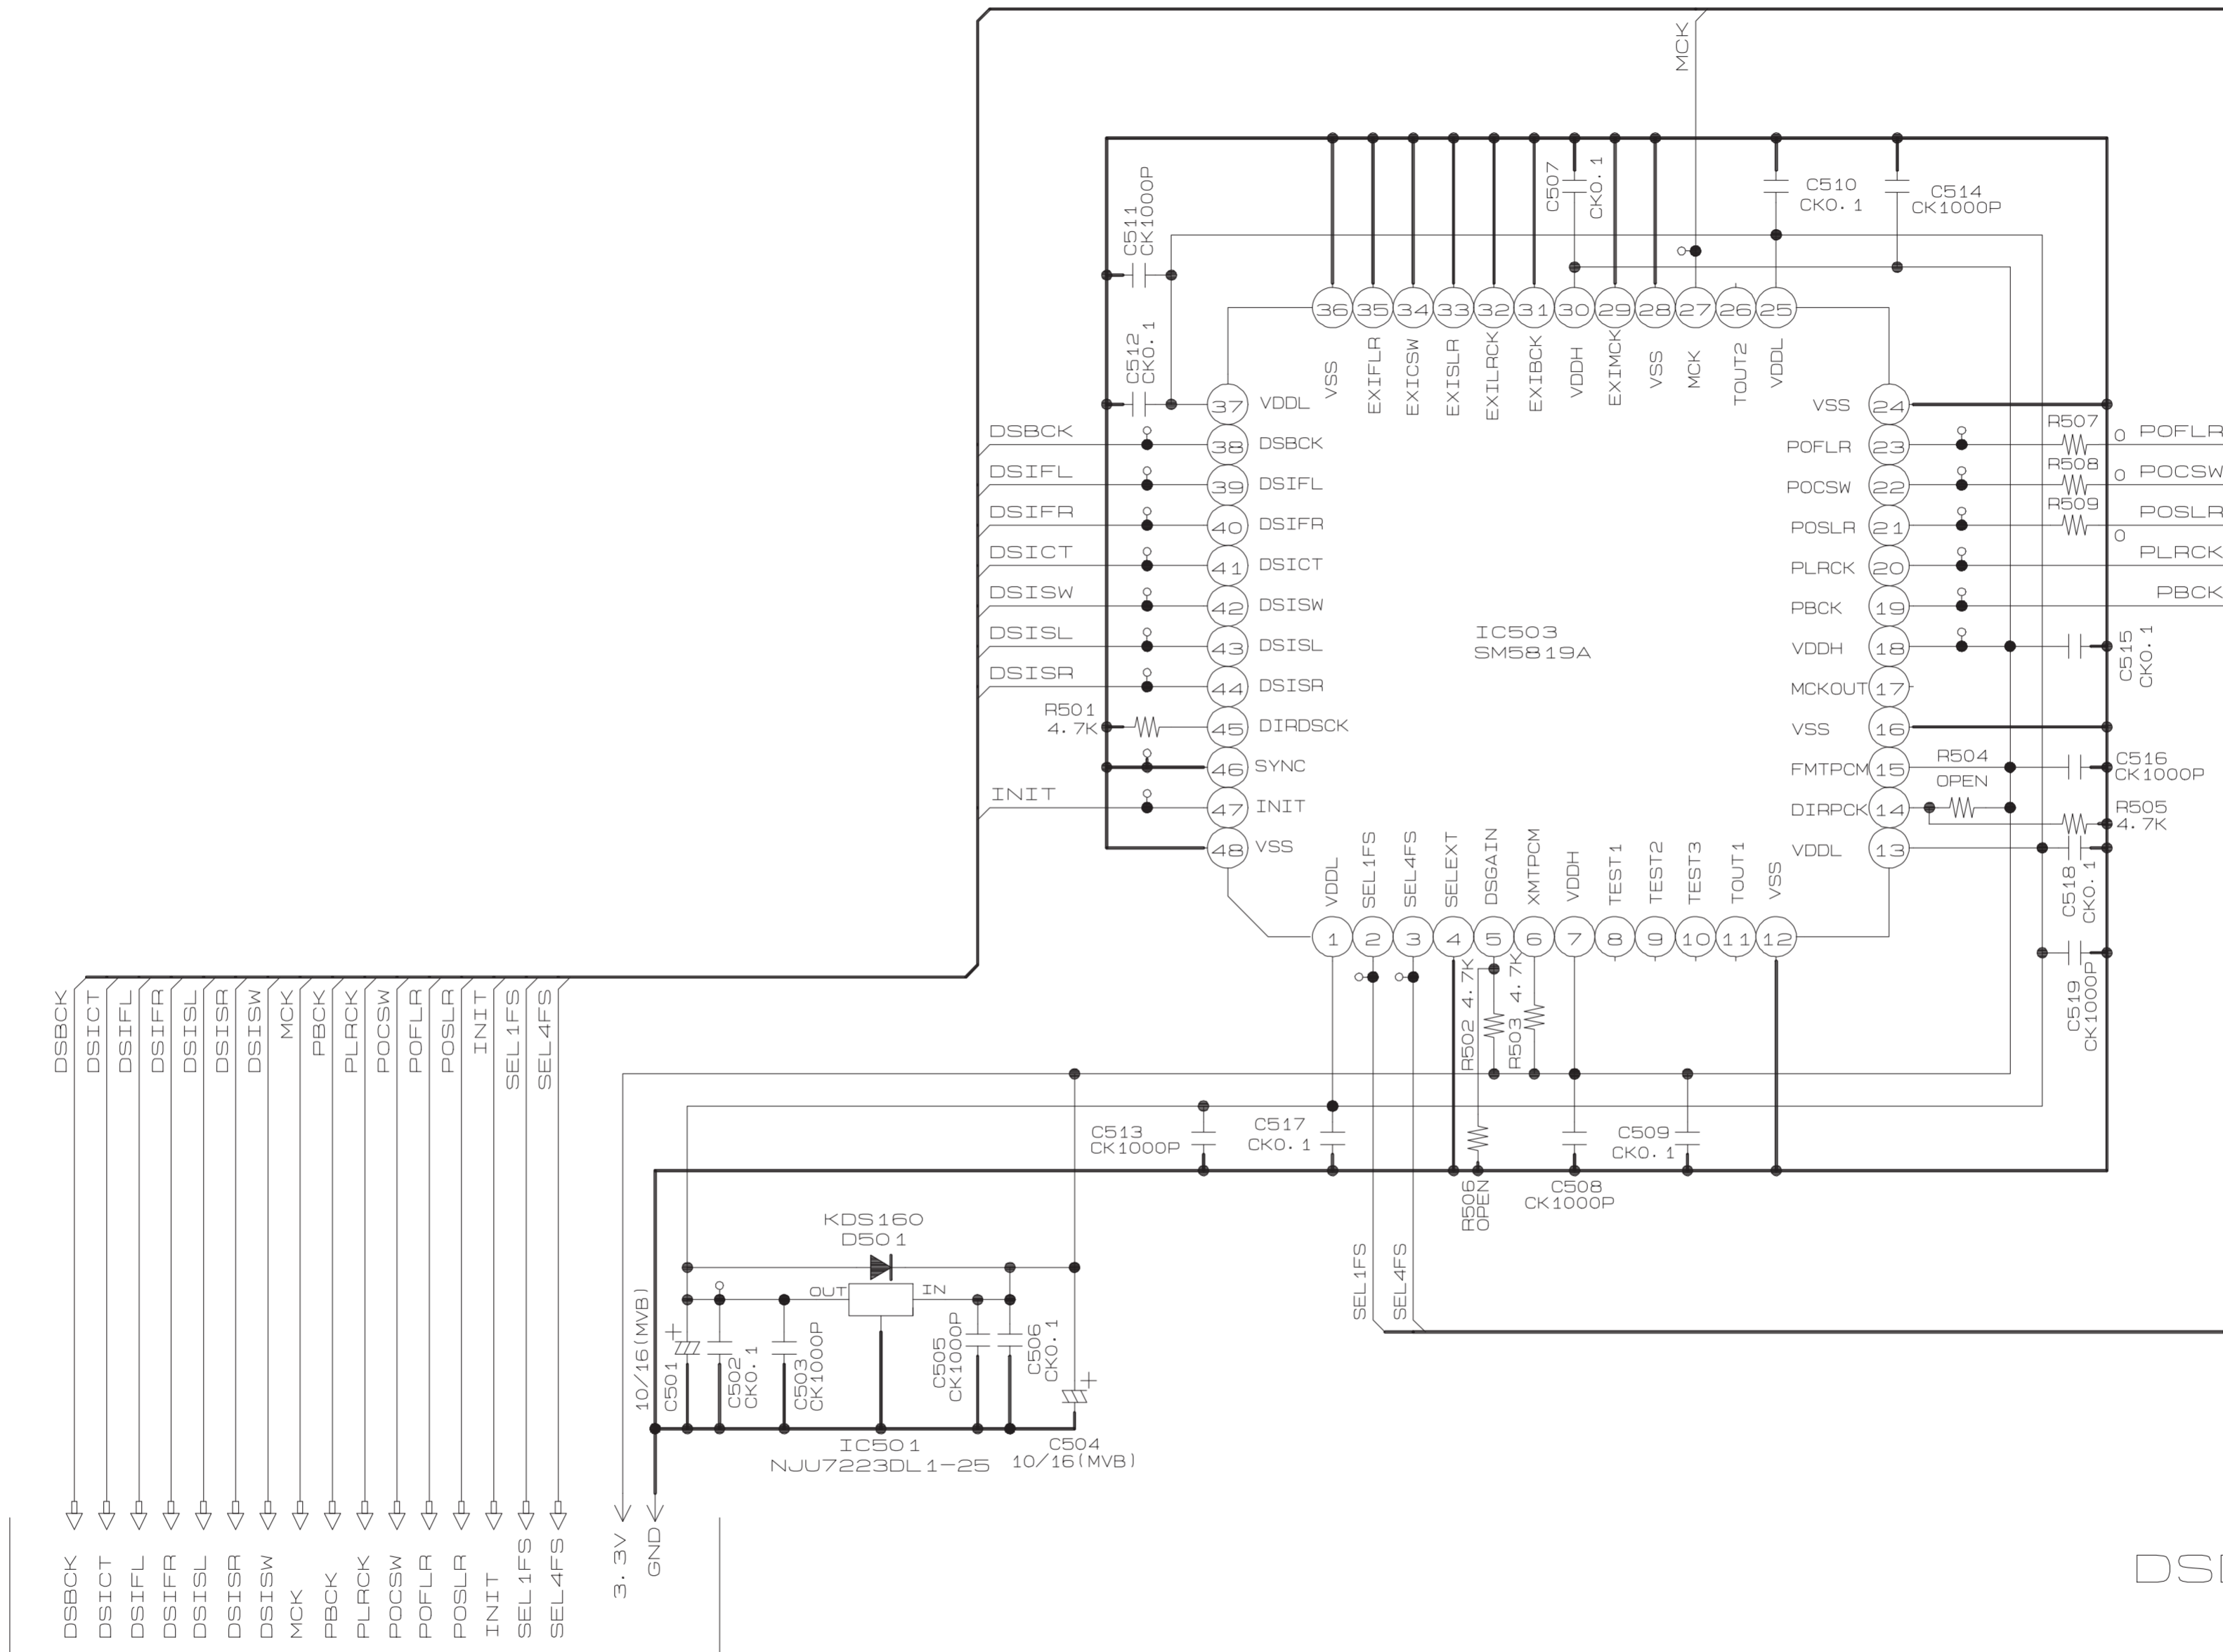 MCK
C511
CK1000P
C512
CK0.1
C507
CK0.1
C510
CK0.1
C514
CK1000P
36
35
34
33
32
31
30
29
28
27
26
25
VSS
EXIFLR
EXICSW
EXISLR
EXILRCK
EXIBCK
VDDH
EXIMCK
VSS
MCK
TOUT2
VDDL
37 VDDL
DSBCK 38 DSBCK
DSIFL 39 DSIFL
DSIFR 40 DSIFR
DSICT 41 DSICT
DSISW 42 DSISW
DSISL 43 DSISL
DSISR 44 DSISR
R501
4.7K
45 DIRDSCK
46 SYNC
INIT 47 INIT
48 VSS
IC503
SM5819A
VSS 24
POFLR 23 R507 0 POFLR
POCSW 22 R508 0 POCSW
POSLR 21 R509 0 POSLR
PLRCK 20 PLRCK
PBCK 19 PBCK
VDDH 18
C515
CK0.1
MCKOUT 17
VSS 16
FMTPCM 15
C516
CK1000P
R504
OPEN
DIRPCK 14
R505
4.7K
VDDL 13
C518
CK0.1
C519
CK1000P
VDDL
SEL1FS
SEL4FS
SELEXT
DSGAIN
XMTPCM
VDDH
TEST1
TEST2
TEST3
TOUT1
VSS
1
2
3
4
5
6
7
8
9
10
11
12
R502 4.7K
R503 4.7K
C513
CK1000P
C517
CK0.1
R506
OPEN
C508
CK1000P
C509
CK0.1
SEL1FS
SEL4FS
DSBCK
DSICT
DSIFL
DSIFR
DSISL
DSISR
DSISW
MCK
PBCK
PLRCK
POCSW
POFLR
POSLR
INIT
SEL1FS
SEL4FS
KDS160
D501
OUT
IN
10/16(MVB)
C501
C502
CK0.1
C503
CK1000P
C505
CK1000P
C506
CK0.1
IC501
NJU7223DL1-25
C504
10/16(MVB)
DSBCK
DSICT
DSIFL
DSIFR
DSISL
DSISR
DSISW
MCK
PBCK
PLRCK
POCSW
POFLR
POSLR
INIT
SEL1FS
SEL4FS
3.3V
GND